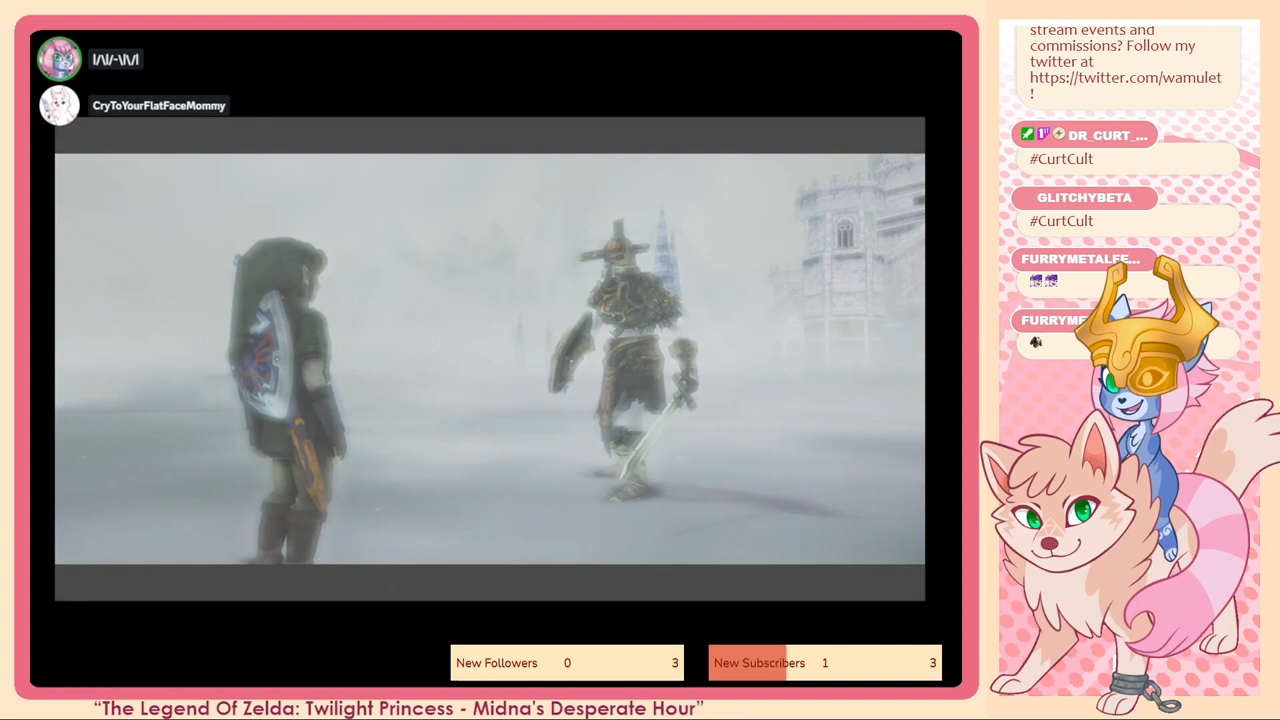 |/\|/-\|\/|
CryToYourFlatFaceMommy
stream events and
commissions? Follow my
twitter at
https://twitter.com/wamulet
!
DR_CURT_...
#CurtCult
GLITCHYBETA
#CurtCult
FURRYMETALFE...
FURRYME
New Followers 0 3
New Subscribers 1 3
“The Legend Of Zelda: Twilight Princess - Midna's Desperate Hour”